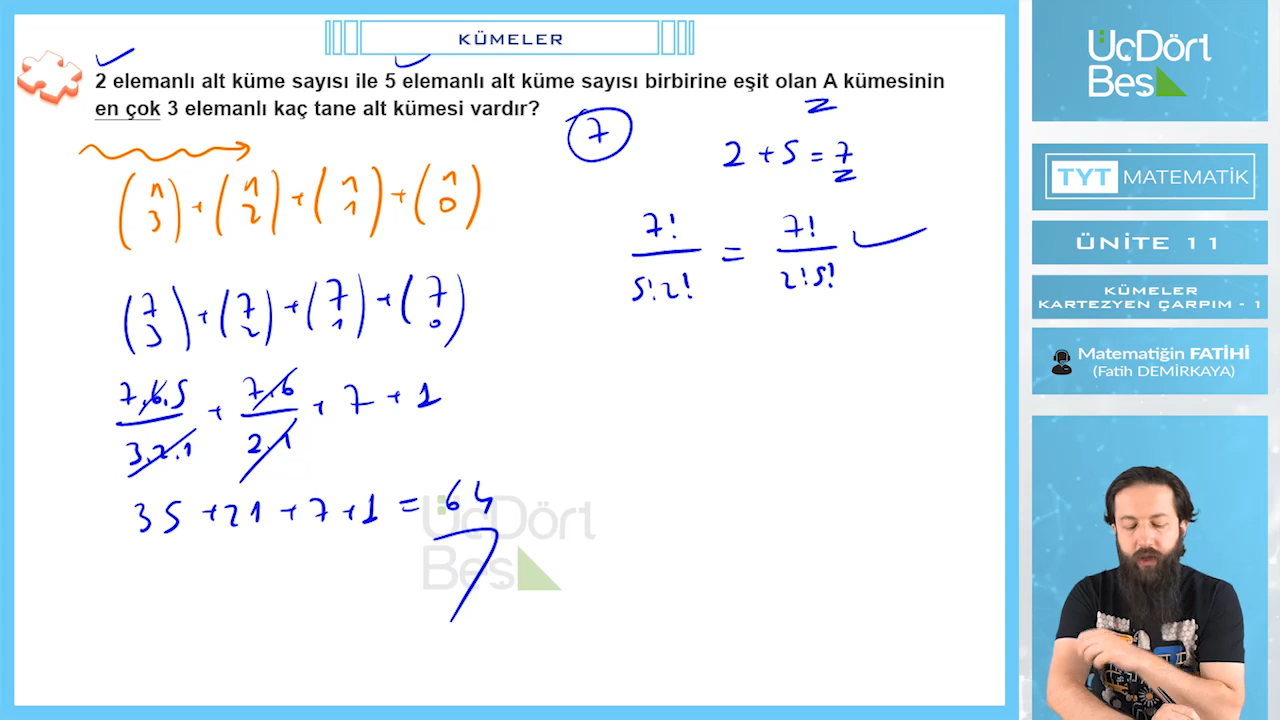 KÜMELER
2 elemanlı alt küme sayısı ile 5 elemanlı alt küme sayısı birbirine eşit olan A kümesinin
en çok 3 elemanlı kaç tane alt kümesi vardır?
7
2 + 5 = 7
(n 3) + (n 2) + (n 1) + (n 0)
7! / 5!2! = 7! / 2!5!
(7 3) + (7 2) + (7 1) + (7 0)
7.6.5 / 3.2.1 + 7.6 / 2.1 + 7 + 1
35 + 21 + 7 + 1 = 64
ÜçDört
Beş
ÜçDört
Beş
TYT MATEMATİK
ÜNİTE 11
KÜMELER
KARTEZYEN ÇARPIM - 1
Matematiğin FATİHİ
(Fatih DEMİRKAYA)